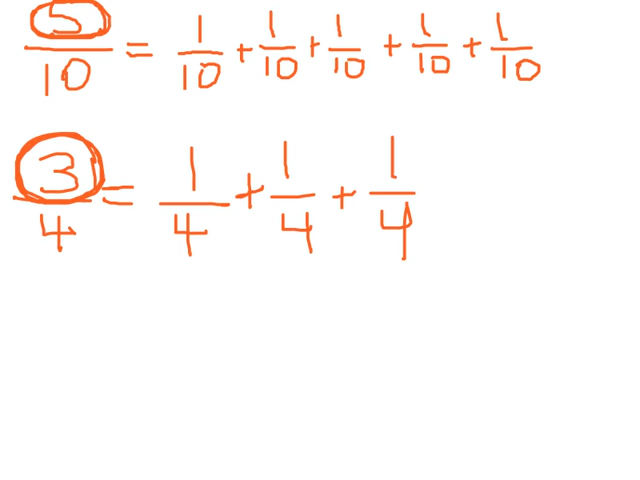 5/10 = 1/10 + 1/10 + 1/10 + 1/10 + 1/10
3/4 = 1/4 + 1/4 + 1/4